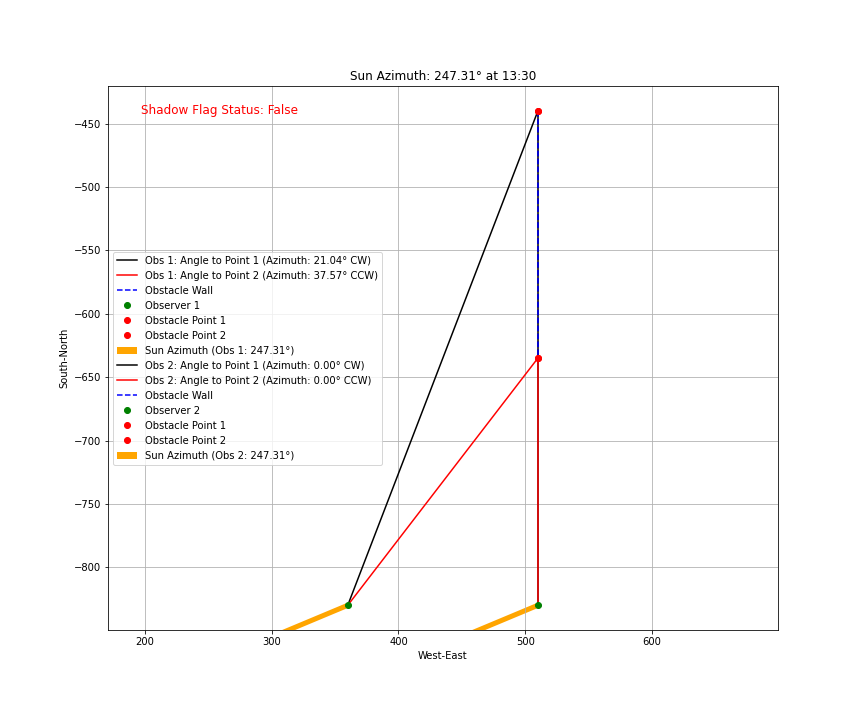 Sun Azimuth: 247.31° at 13:30
Shadow Flag Status: False
−450
−500
−550
−600
−650
−700
−750
−800
South-North
Obs 1: Angle to Point 1 (Azimuth: 21.04° CW)
Obs 1: Angle to Point 2 (Azimuth: 37.57° CCW)
Obstacle Wall
Observer 1
Obstacle Point 1
Obstacle Point 2
Sun Azimuth (Obs 1: 247.31°)
Obs 2: Angle to Point 1 (Azimuth: 0.00° CW)
Obs 2: Angle to Point 2 (Azimuth: 0.00° CCW)
Obstacle Wall
Observer 2
Obstacle Point 1
Obstacle Point 2
Sun Azimuth (Obs 2: 247.31°)
200 300 400 500 600
West-East